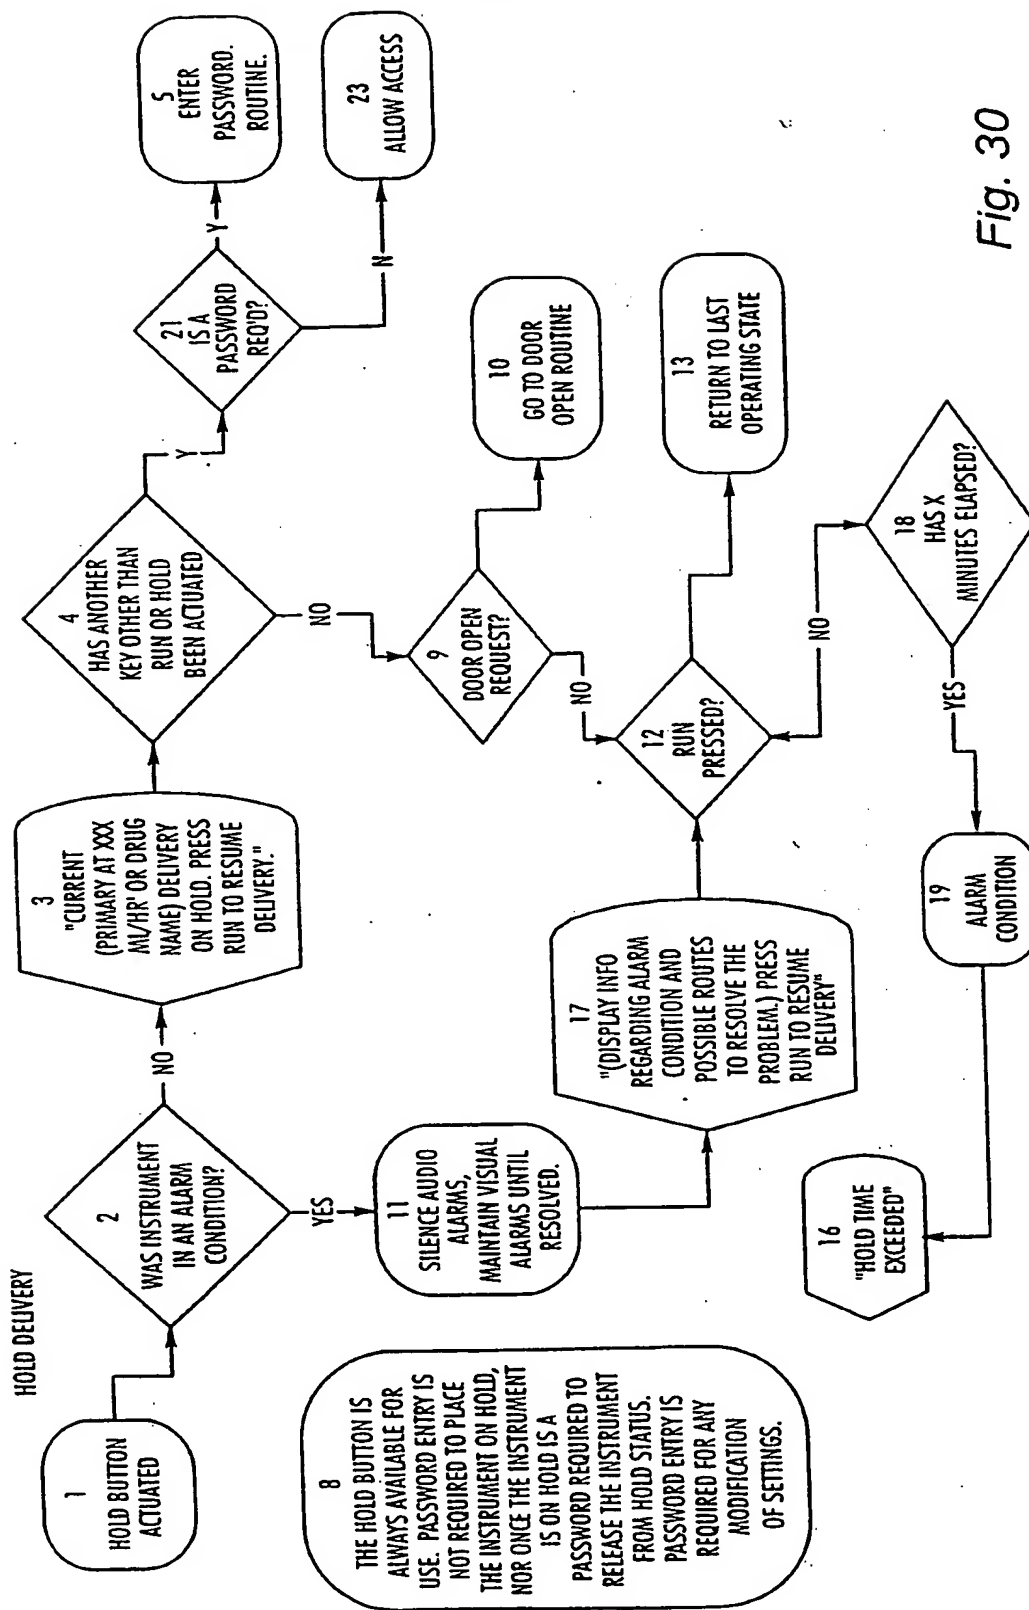 HOLD DELIVERY
1
HOLD BUTTON
ACTUATED
2
WAS INSTRUMENT
IN AN ALARM
CONDITION?
NO
YES
3
"CURRENT
(PRIMARY AT XXX
ML/HR' OR DRUG
NAME) DELIVERY
ON HOLD. PRESS
RUN TO RESUME
DELIVERY."
4
HAS ANOTHER
KEY OTHER THAN
RUN OR HOLD
BEEN ACTUATED
Y
NO
21
IS A
PASSWORD
REQ'D?
Y
N
5
ENTER
PASSWORD.
ROUTINE.
23
ALLOW ACCESS
9
DOOR OPEN
REQUEST?
NO
10
GO TO DOOR
OPEN ROUTINE
11
SILENCE AUDIO
ALARMS,
MAINTAIN VISUAL
ALARMS UNTIL
RESOLVED.
17
"(DISPLAY INFO
REGARDING ALARM
CONDITION AND
POSSIBLE ROUTES
TO RESOLVE THE
PROBLEM.) PRESS
RUN TO RESUME
DELIVERY"
12
RUN
PRESSED?
NO
13
RETURN TO LAST
OPERATING STATE
18
HAS X
MINUTES ELAPSED?
YES
19
ALARM
CONDITION
16
"HOLD TIME
EXCEEDED"
8
THE HOLD BUTTON IS
ALWAYS AVAILABLE FOR
USE. PASSWORD ENTRY IS
NOT REQUIRED TO PLACE
THE INSTRUMENT ON HOLD,
NOR ONCE THE INSTRUMENT
IS ON HOLD IS A
PASSWORD REQUIRED TO
RELEASE THE INSTRUMENT
FROM HOLD STATUS.
PASSWORD ENTRY IS
REQUIRED FOR ANY
MODIFICATION
OF SETTINGS.
Fig. 30